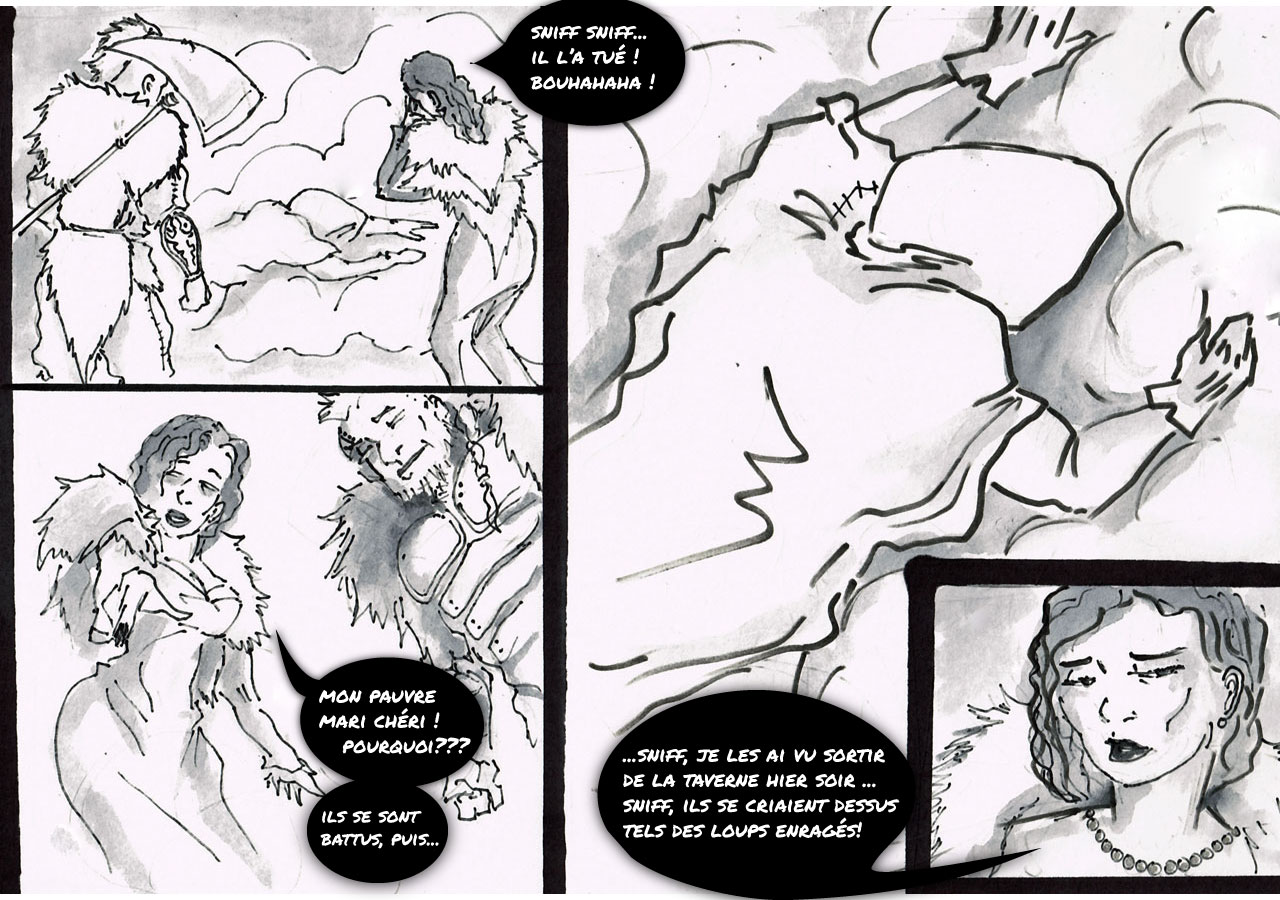 SNIFF SNIFF...
IL L'A TUÉ !
BOUHAHAHA !
MON PAUVRE
MARI CHÉRI !
POURQUOI???
ILS SE SONT
BATTUS, PUIS...
...SNIFF, JE LES AI VU SORTIR
DE LA TAVERNE HIER SOIR ...
SNIFF, ILS SE CRIAIENT DESSUS
TELS DES LOUPS ENRAGÉS!